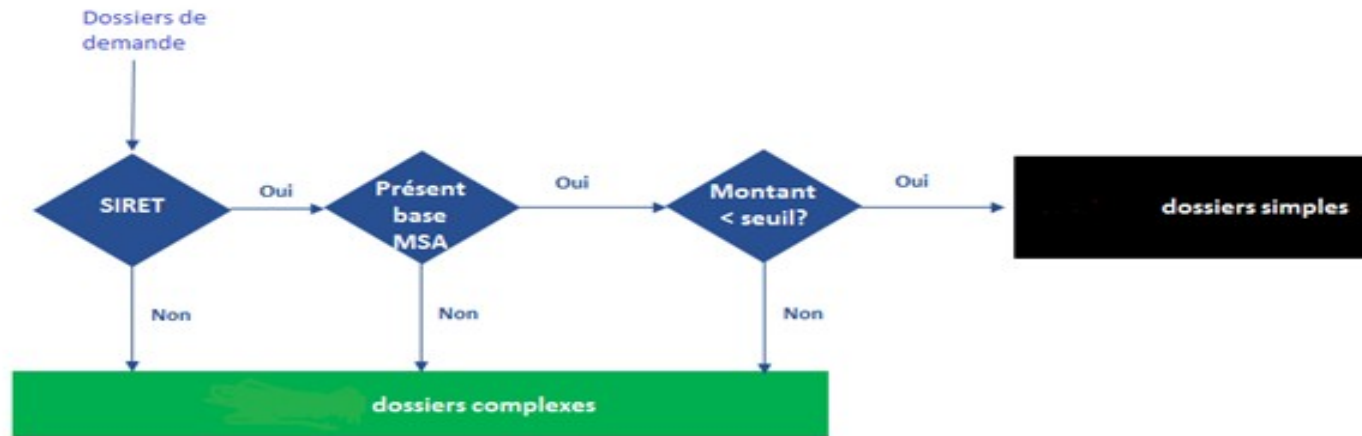 Dossiers de
demande
SIRET
Oui
Présent
base
MSA
Oui
Montant
< seuil?
Oui
dossiers simples
Non
Non
Non
dossiers complexes